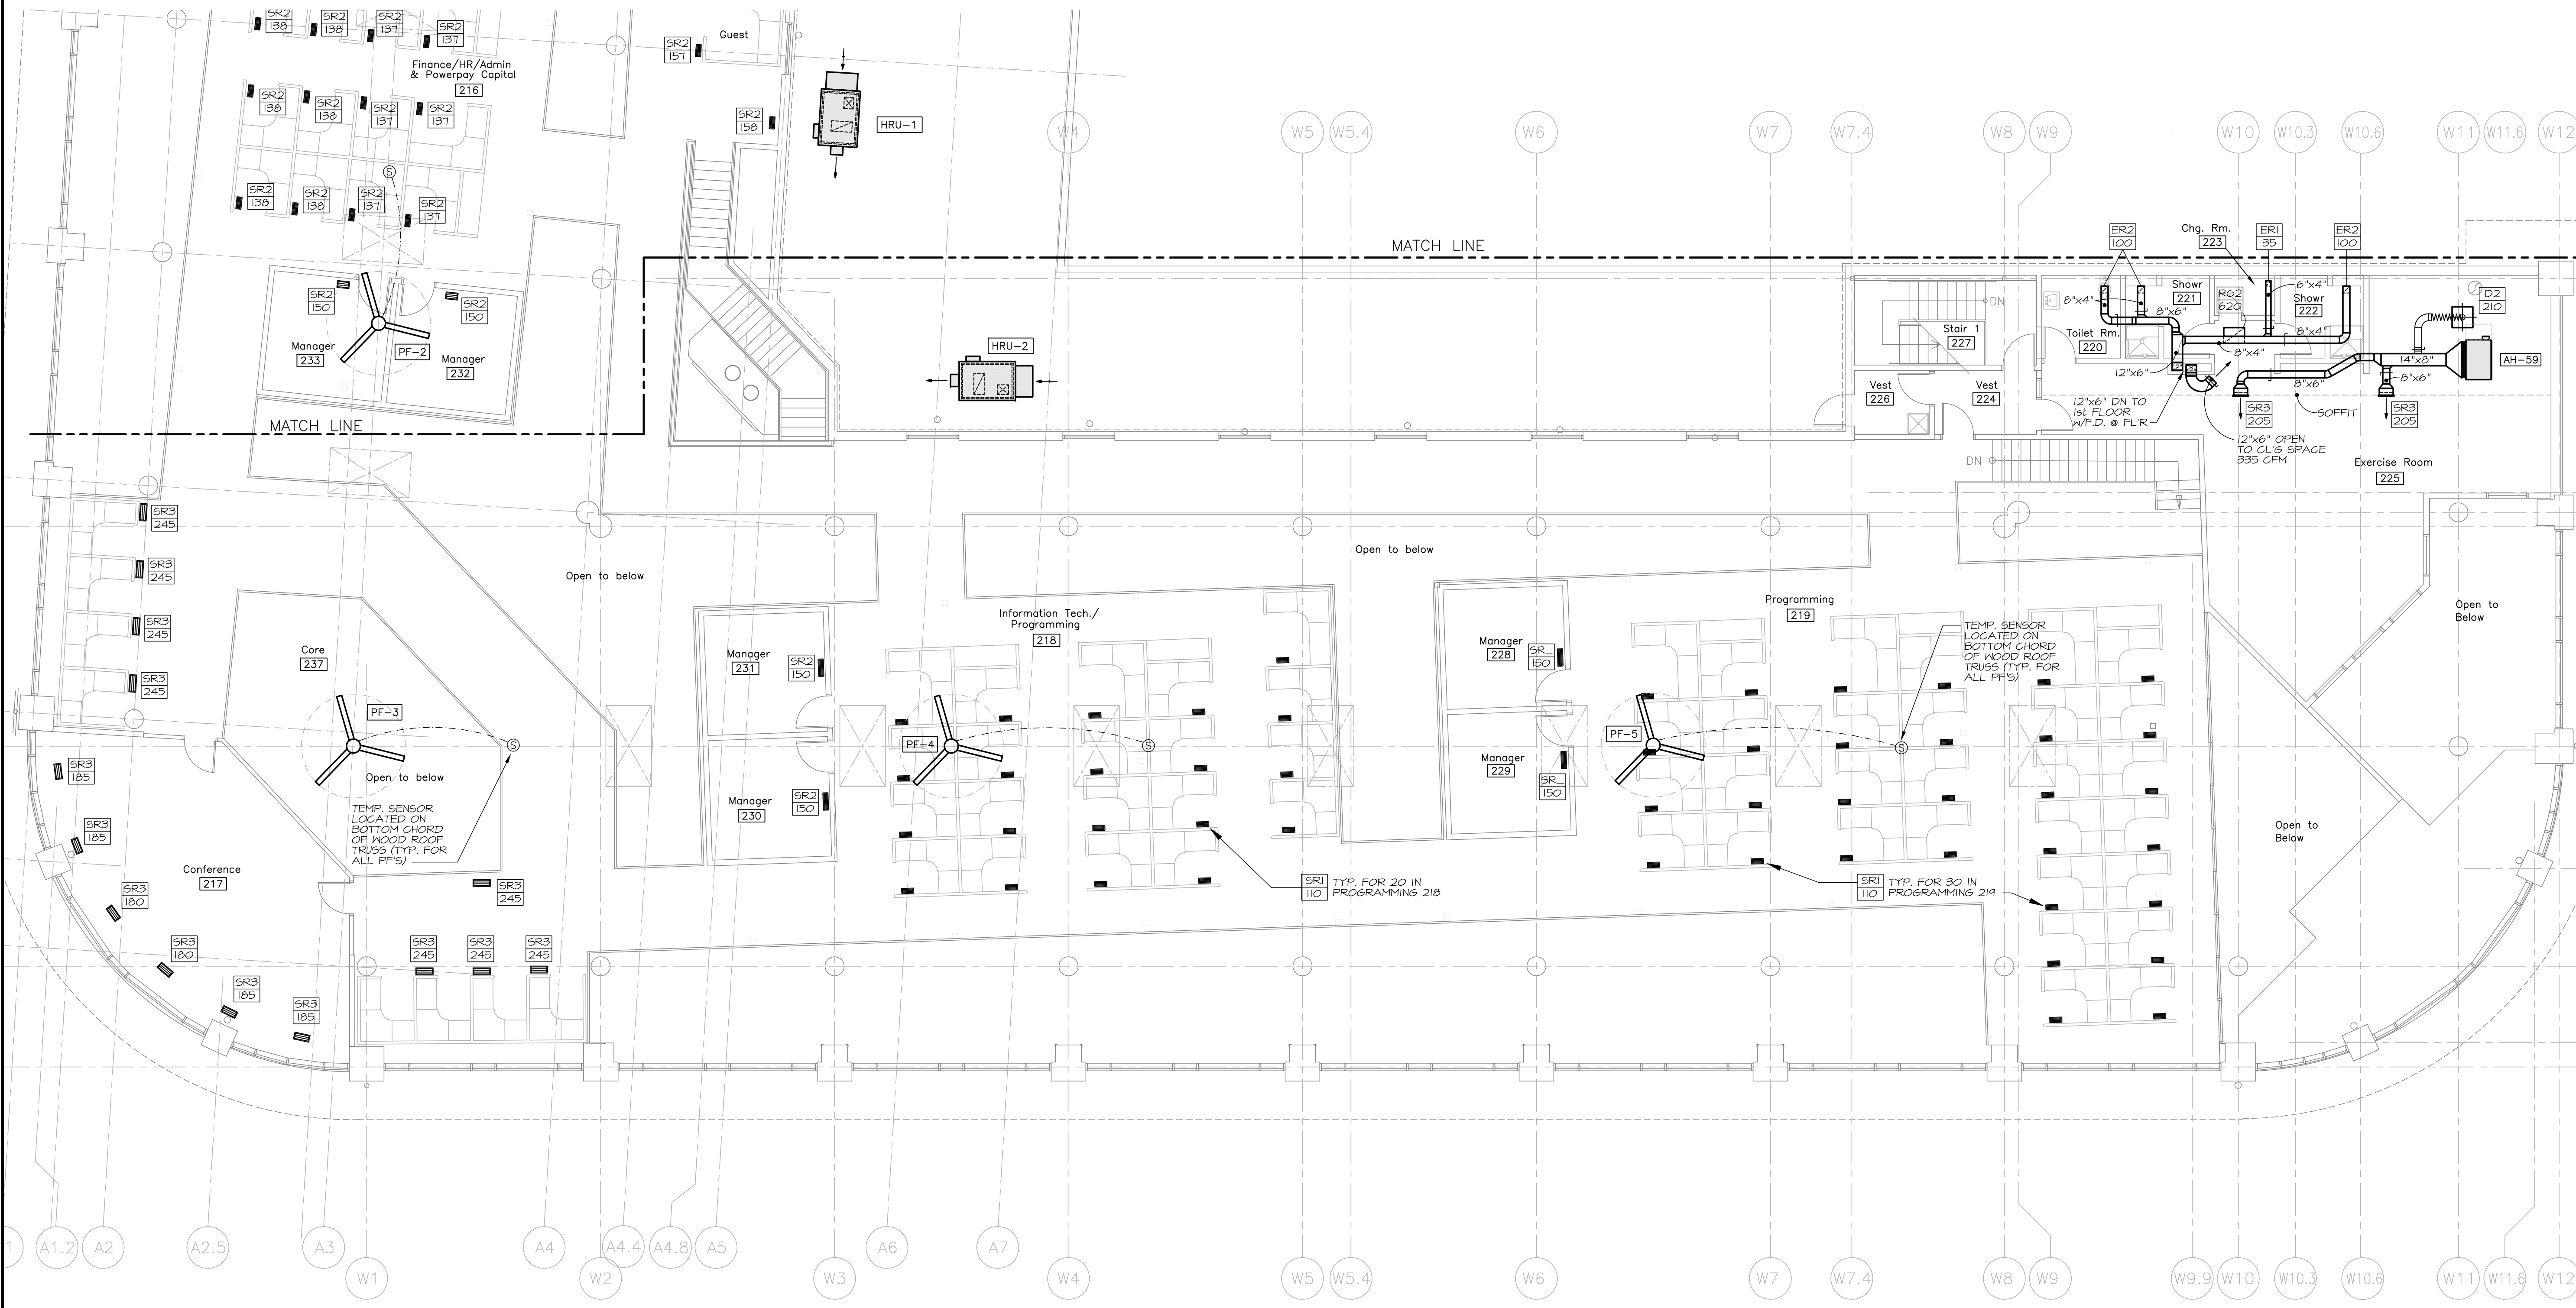 SR2
138
SR2
138
SR2
137
SR2
137
Finance/HR/Admin
& Powerpay Capital
216
SR2
138
SR2
138
SR2
137
SR2
137
SR2
138
SR2
138
SR2
137
SR2
137
S
SR2
157
Guest
SR2
158
HRU-1
W4
W5
W5.4
W6
W7
W7.4
W8
W9
W10
W10.3
W10.6
W11
W11.6
W12
MATCH LINE
SR2
150
SR2
150
Manager
233
PF-2
Manager
232
MATCH LINE
HRU-2
DN
Stair 1
227
Vest
226
Vest
224
ER2
100
Chg. Rm.
223
ER1
35
ER2
100
8"x4"
8"x6"
Showr
221
RG2
620
6"x4"
Showr
222
D2
210
Toilet Rm.
220
8"x4"
8"x4"
12"x6"
14"x8"
AH-59
8"x6"
8"x6"
12"x6" DN TO
1st FLOOR
W/F.D. @ FL'R
SR3
205
SOFFIT
SR3
205
12"x6" OPEN
TO CL'G SPACE
335 CFM
Exercise Room
225
DN
SR3
245
SR3
245
SR3
245
SR3
245
Open to below
Open to below
Core
237
PF-3
S
Open to below
TEMP. SENSOR
LOCATED ON
BOTTOM CHORD
OF WOOD ROOF
TRUSS (TYP. FOR
ALL PF'S)
Manager
231
SR2
150
Manager
230
SR2
150
Information Tech./
Programming
218
PF-4
S
Manager
228
SR_
150
Manager
229
SR_
150
Programming
219
PF-5
S
TEMP. SENSOR
LOCATED ON
BOTTOM CHORD
OF WOOD ROOF
TRUSS (TYP. FOR
ALL PF'S)
Open to
Below
Open to
Below
SR3
185
SR3
185
SR3
180
SR3
180
SR3
185
SR3
185
Conference
217
SR3
245
SR3
245
SR3
245
SR3
245
SR1
110
TYP. FOR 20 IN
PROGRAMMING 218
SR1
110
TYP. FOR 30 IN
PROGRAMMING 219
1
A1.2
A2
A2.5
A3
A4
A4.4
A4.8
A5
A6
A7
W1
W2
W3
W4
W5
W5.4
W6
W7
W7.4
W8
W9
W9.9
W10
W10.3
W10.6
W11
W11.6
W12